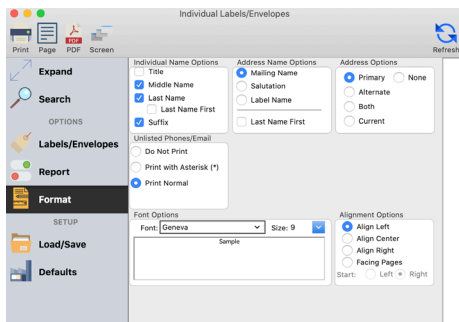 Individual Labels/Envelopes
Print Page PDF Screen Refresh
Expand
Search
OPTIONS
Labels/Envelopes
Report
Format
SETUP
Load/Save
Defaults
Individual Name Options
Title
Middle Name
Last Name
Last Name First
Suffix
Address Name Options
Mailing Name
Salutation
Label Name
Last Name First
Address Options
Primary None
Alternate
Both
Current
Unlisted Phones/Email
Do Not Print
Print with Asterisk (*)
Print Normal
Font Options
Font: Geneva Size: 9
Sample
Alignment Options
Align Left
Align Center
Align Right
Facing Pages
Start: Left Right